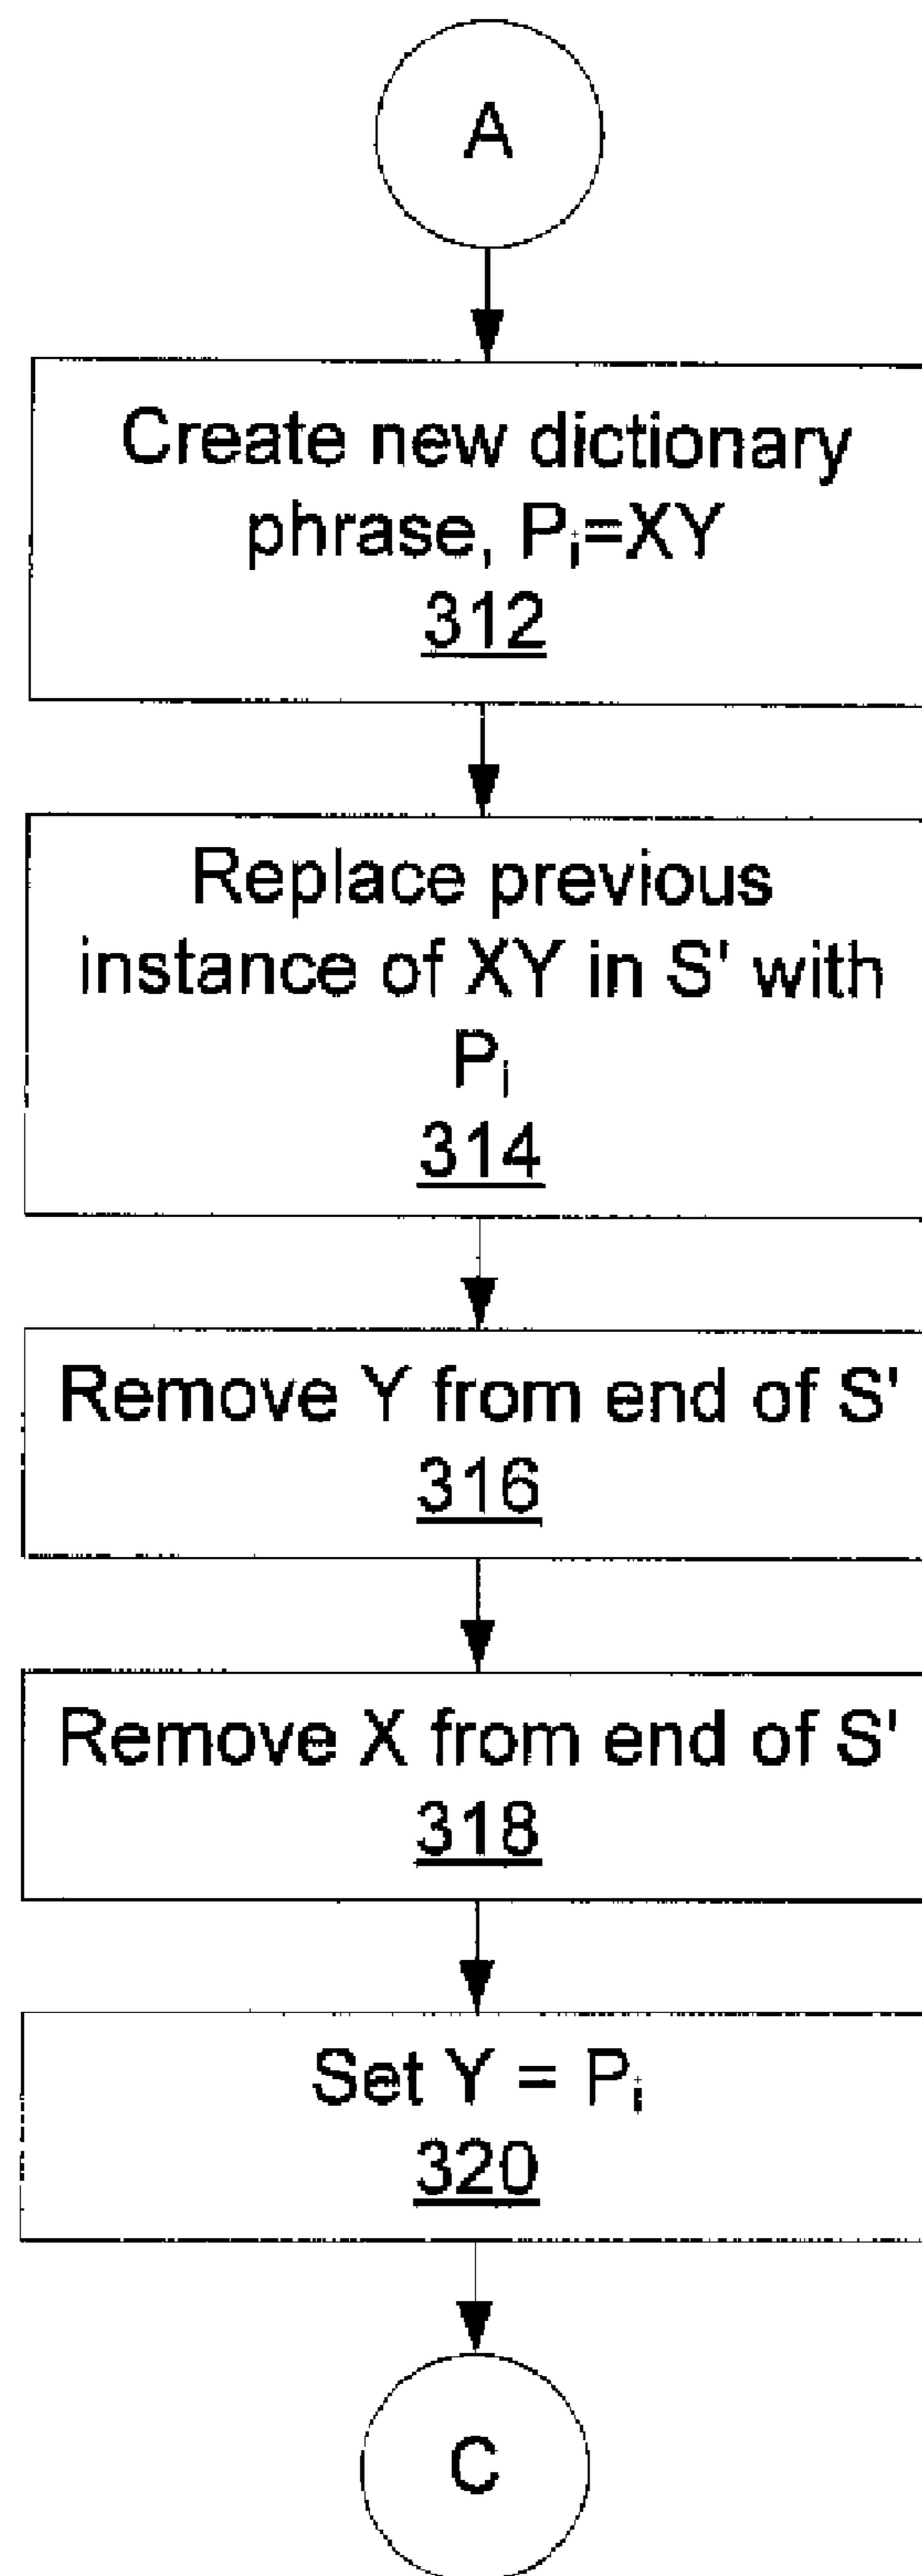 A
Create new dictionary
phrase, Pᵢ=XY
312
Replace previous
instance of XY in S' with
Pᵢ
314
Remove Y from end of S'
316
Remove X from end of S'
318
Set Y = Pᵢ
320
C